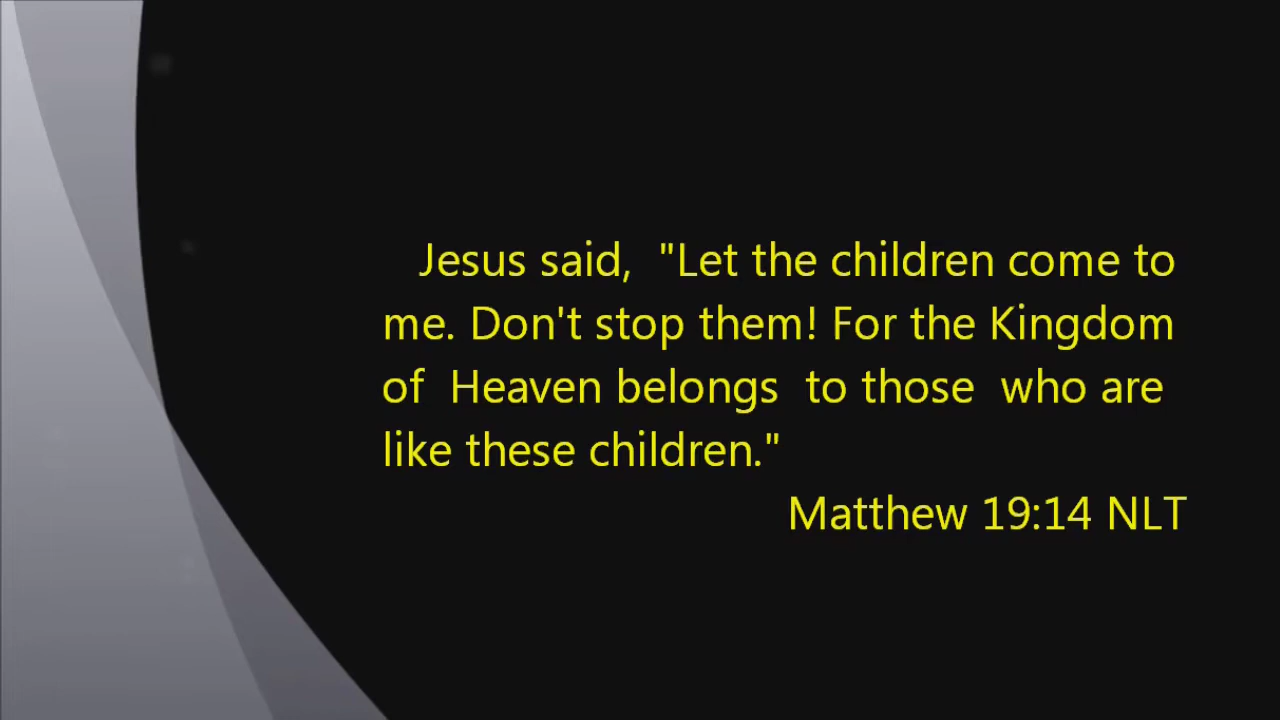 Jesus said,  "Let the children come to
me. Don't stop them! For the Kingdom
of  Heaven belongs  to those  who are
like these children."
Matthew 19:14 NLT